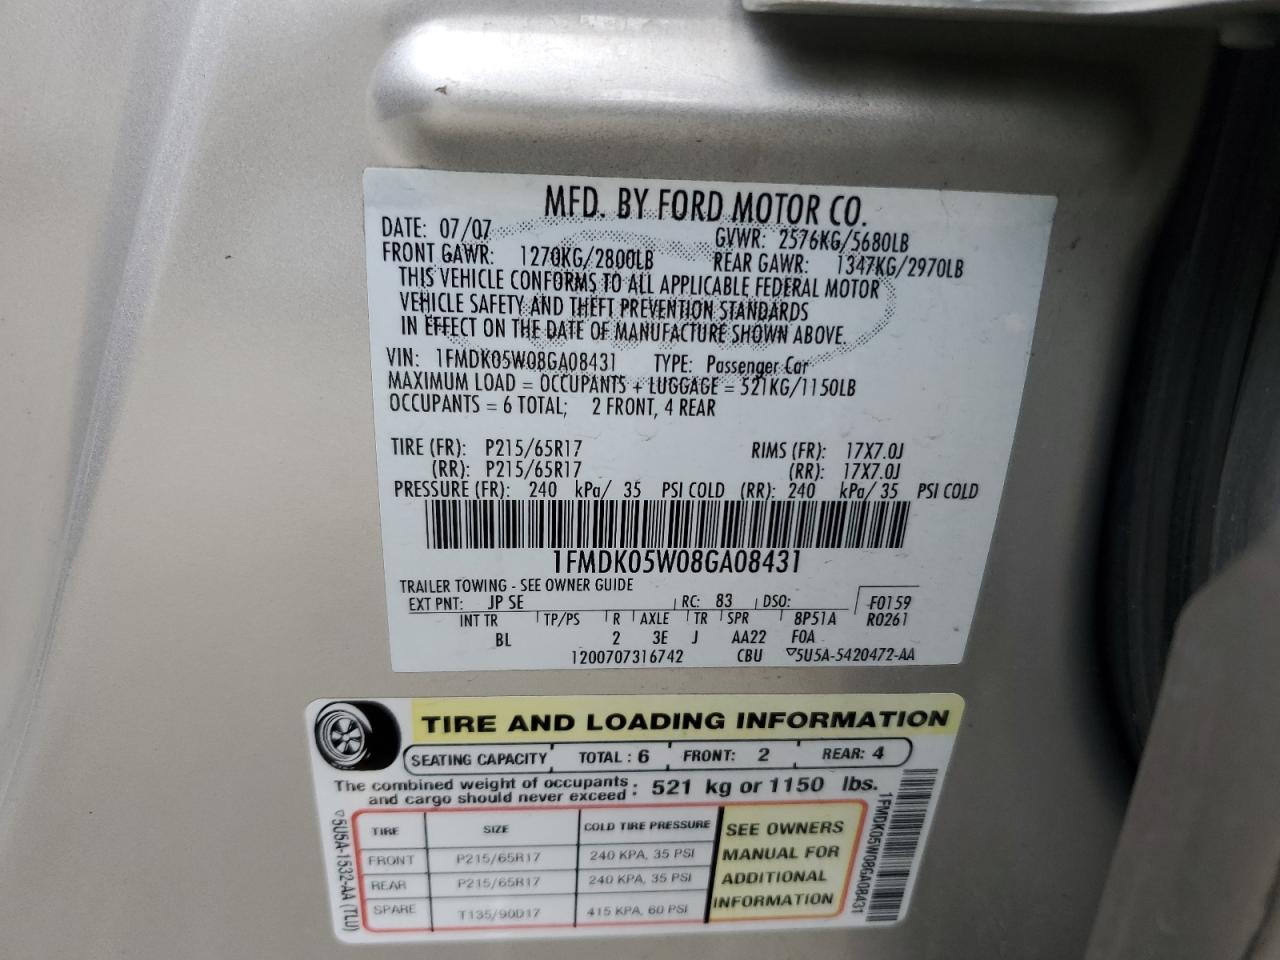 MFD. BY FORD MOTOR CO.
DATE: 07/07 GVWR: 2576KG/5680LB
FRONT GAWR: 1270KG/2800LB REAR GAWR: 1347KG/2970LB
THIS VEHICLE CONFORMS TO ALL APPLICABLE FEDERAL MOTOR
VEHICLE SAFETY AND THEFT PREVENTION STANDARDS
IN EFFECT ON THE DATE OF MANUFACTURE SHOWN ABOVE.
VIN: 1FMDK05W08GA08431 TYPE: Passenger Car
MAXIMUM LOAD = OCCUPANTS + LUGGAGE = 521KG/1150LB
OCCUPANTS = 6 TOTAL; 2 FRONT, 4 REAR
TIRE (FR): P215/65R17 RIMS (FR): 17X7.0J
(RR): P215/65R17 (RR): 17X7.0J
PRESSURE (FR): 240 kPa/ 35 PSI COLD (RR): 240 kPa/ 35 PSI COLD
1FMDK05W08GA08431
TRAILER TOWING - SEE OWNER GUIDE
EXT PNT: JP SE RC: 83 DSO: F0159
INT TR TP/PS R AXLE TR SPR 8P51A R0261
BL 2 3E J AA22 F0A
1200707316742 CBU ▽5U5A-5420472-AA
TIRE AND LOADING INFORMATION
SEATING CAPACITY TOTAL : 6 FRONT: 2 REAR: 4
The combined weight of occupants
and cargo should never exceed : 521 kg or 1150 lbs.
TIRE SIZE COLD TIRE PRESSURE
FRONT P215/65R17 240 KPA, 35 PSI
REAR P215/65R17 240 KPA, 35 PSI
SPARE T135/90D17 415 KPA, 60 PSI
SEE OWNERS
MANUAL FOR
ADDITIONAL
INFORMATION
▽5U5A-1532-AA (TLU)
1FMDK05W08GA08431